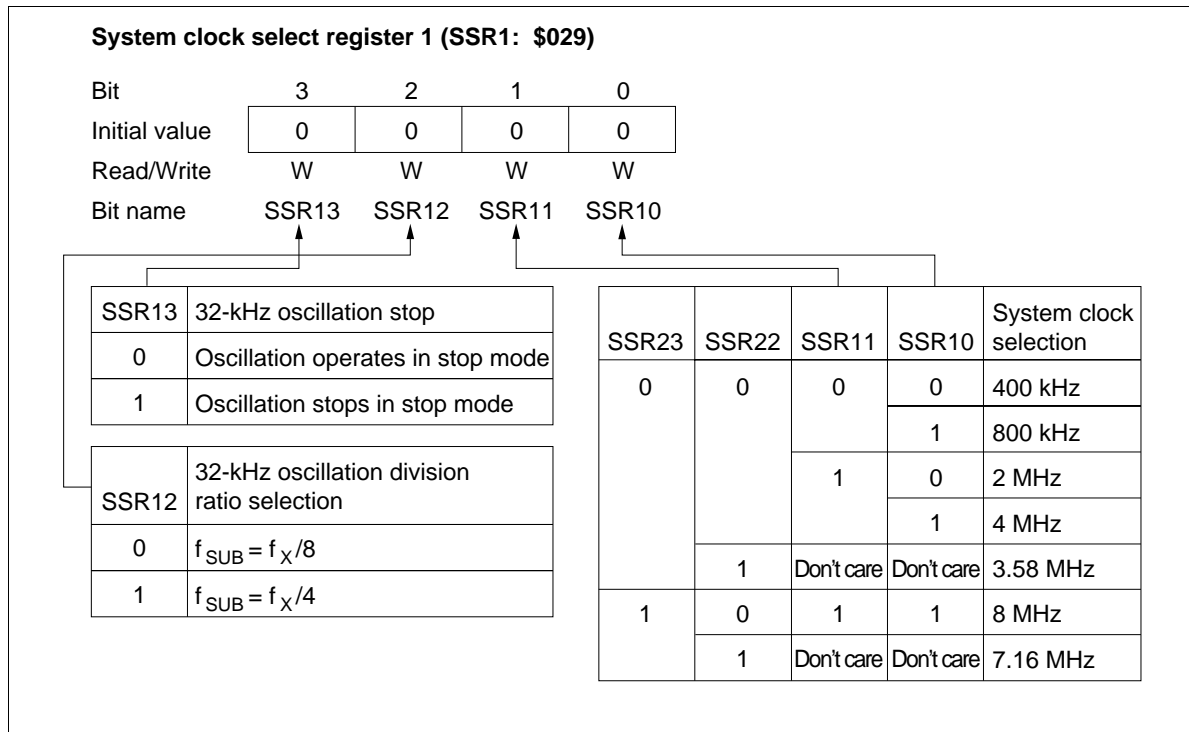 System clock select register 1 (SSR1: $029)
Bit 3 2 1 0
Initial value 0 0 0 0
Read/Write W W W W
Bit name SSR13 SSR12 SSR11 SSR10
SSR13 32-kHz oscillation stop
0 Oscillation operates in stop mode
1 Oscillation stops in stop mode
SSR12 32-kHz oscillation division
ratio selection
0 fSUB = fX/8
1 fSUB = fX/4
SSR23 SSR22 SSR11 SSR10 System clock
selection
0 0 0 0 400 kHz
1 800 kHz
1 0 2 MHz
1 4 MHz
1 Don't care Don't care 3.58 MHz
1 0 1 1 8 MHz
1 Don't care Don't care 7.16 MHz